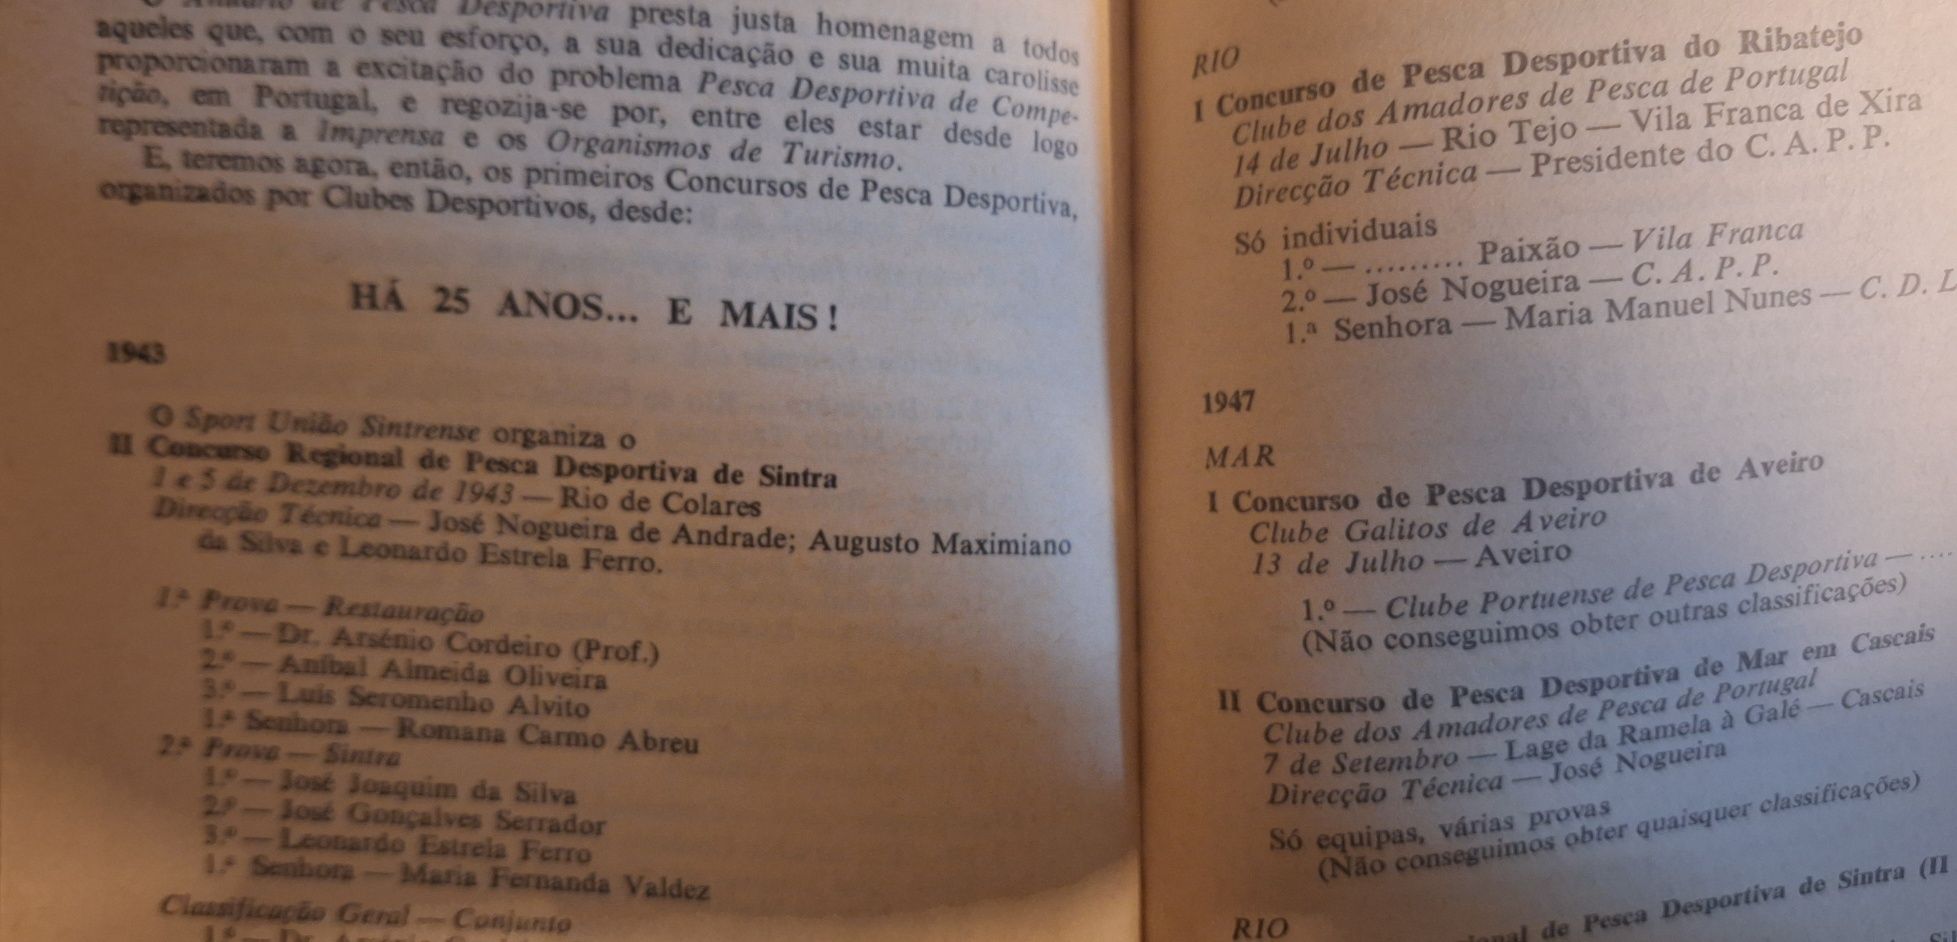 O Anuário de Pesca Desportiva presta justa homenagem a todos
aqueles que, com o seu esforço, a sua dedicação e sua muita carolisse
proporcionaram a excitação do problema Pesca Desportiva de Compe-
tição, em Portugal, e regozija-se por, entre eles estar desde logo
representada a Imprensa e os Organismos de Turismo.
E, teremos agora, então, os primeiros Concursos de Pesca Desportiva,
organizados por Clubes Desportivos, desde:
HÁ 25 ANOS... E MAIS!
1943
O Sport União Sintrense organiza o
II Concurso Regional de Pesca Desportiva de Sintra
1 e 5 de Dezembro de 1943 — Rio de Colares
Direcção Técnica — José Nogueira de Andrade; Augusto Maximiano
da Silva e Leonardo Estrela Ferro.
1.ª Prova — Restauração
1.º — Dr. Arsénio Cordeiro (Prof.)
2.º — Aníbal Almeida Oliveira
3.º — Luis Seromenho Alvito
1.ª Senhora — Romana Carmo Abreu
2.ª Prova — Sintra
1.º — José Joaquim da Silva
2.º — José Gonçalves Serrador
3.º — Leonardo Estrela Ferro
1.ª Senhora — Maria Fernanda Valdez
Classificação Geral — Conjunto
1.º — Dr.
RIO
I Concurso de Pesca Desportiva do Ribatejo
Clube dos Amadores de Pesca de Portugal
14 de Julho — Rio Tejo — Vila Franca de Xira
Direcção Técnica — Presidente do C. A. P. P.
Só individuais
1.º — ......... Paixão — Vila Franca
2.º — José Nogueira — C. A. P. P.
1.ª Senhora — Maria Manuel Nunes — C. D. L
1947
MAR
I Concurso de Pesca Desportiva de Aveiro
Clube Galitos de Aveiro
13 de Julho — Aveiro
1.º — Clube Portuense de Pesca Desportiva — ....
(Não conseguimos obter outras classificações)
II Concurso de Pesca Desportiva de Mar em Cascais
Clube dos Amadores de Pesca de Portugal
7 de Setembro — Lage da Ramela à Galé — Cascais
Direcção Técnica — José Nogueira
Só equipas, várias provas
(Não conseguimos obter quaisquer classificações)
RIO
de Pesca Desportiva de Sintra (II